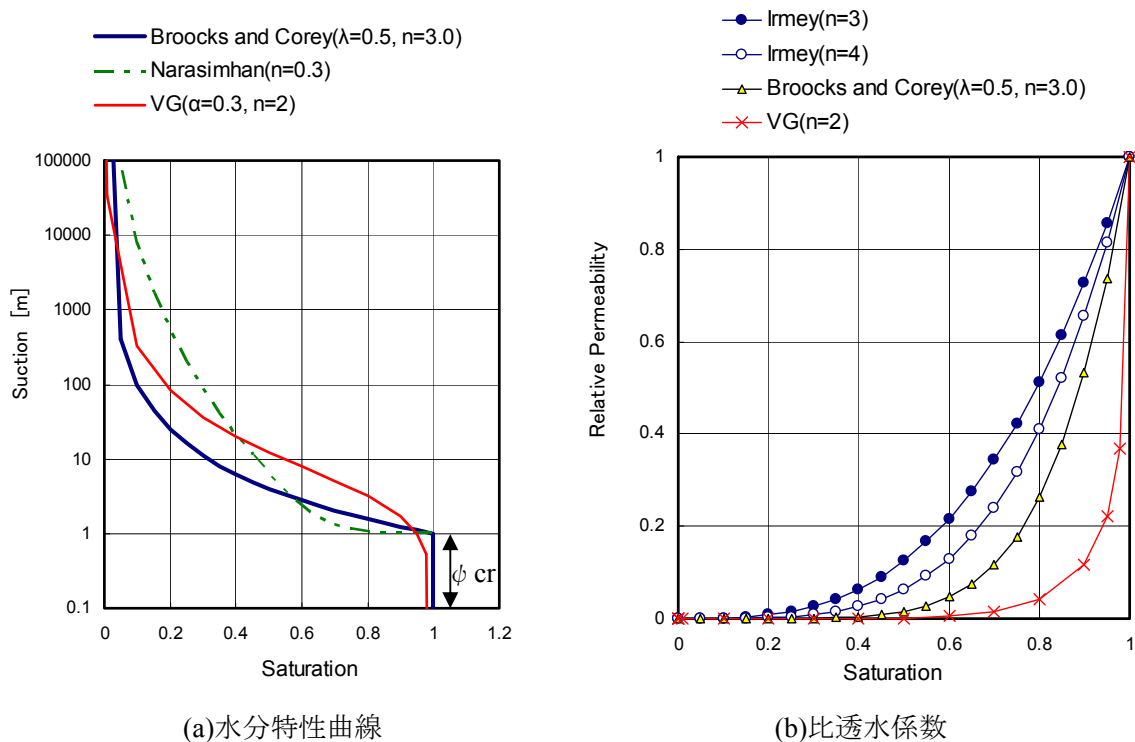 Broocks and Corey(λ=0.5, n=3.0)
Narasimhan(n=0.3)
VG(α=0.3, n=2)
100000
10000
1000
100
10
1
0.1
Suction [m]
ψ cr
0 0.2 0.4 0.6 0.8 1 1.2
Saturation
(a)水分特性曲線
Irmey(n=3)
Irmey(n=4)
Broocks and Corey(λ=0.5, n=3.0)
VG(n=2)
1
0.8
0.6
0.4
0.2
0
Relative Permeability
0 0.2 0.4 0.6 0.8 1
Saturation
(b)比透水係数